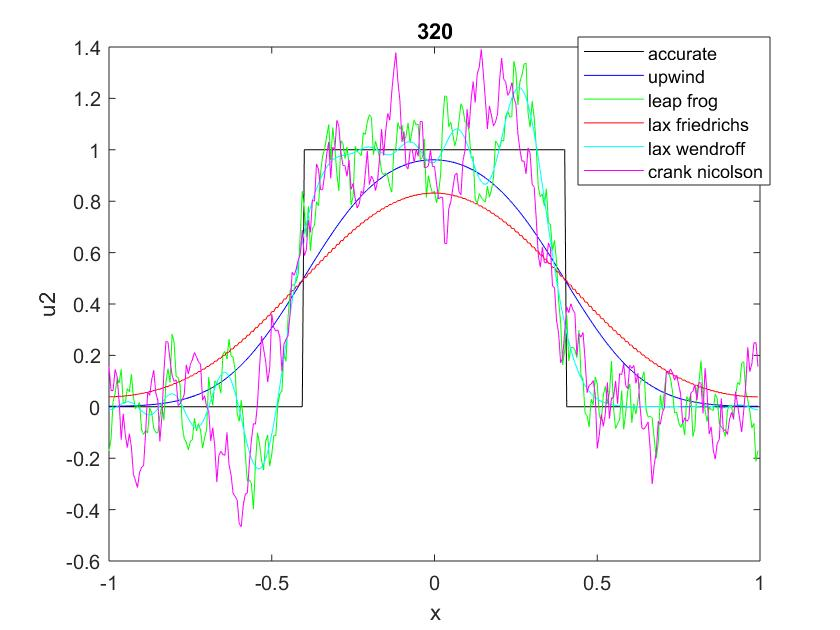 320
accurate
upwind
leap frog
lax friedrichs
lax wendroff
crank nicolson
1.4
1.2
1
0.8
0.6
0.4
0.2
0
-0.2
-0.4
-0.6
u2
-1 -0.5 0 0.5 1
x